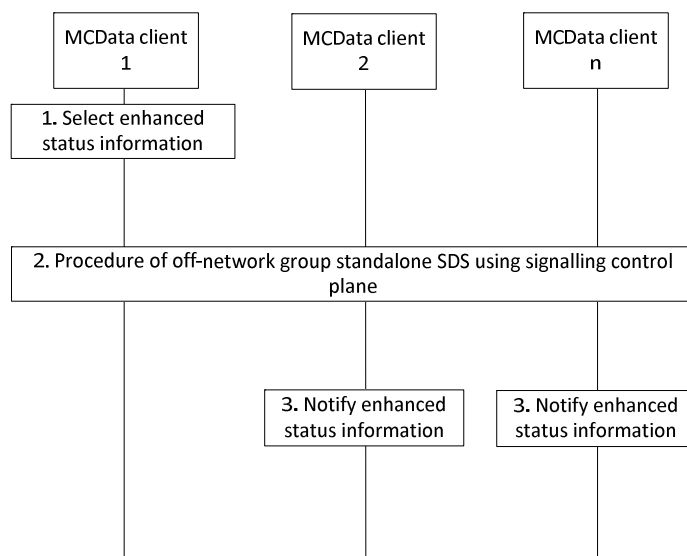 MCData client
1
MCData client
2
MCData client
n
1. Select enhanced
status information
2. Procedure of off-network group standalone SDS using signalling control
plane
3. Notify enhanced
status information
3. Notify enhanced
status information